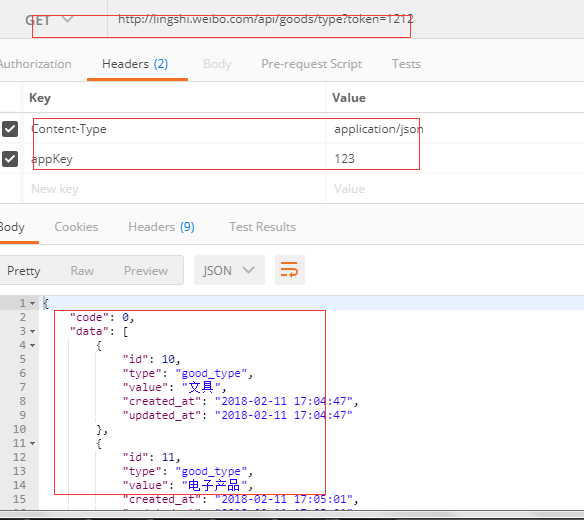 GET http://lingshi.weibo.com/api/goods/type?token=1212
Authorization Headers (2) Body Pre-request Script Tests
Key Value
Content-Type application/json
appKey 123
New key Value
Body Cookies Headers (9) Test Results
Pretty Raw Preview JSON
1 {
2 "code": 0,
3 "data": [
4 {
5 "id": 10,
6 "type": "good_type",
7 "value": "文具",
8 "created_at": "2018-02-11 17:04:47",
9 "updated_at": "2018-02-11 17:04:47"
10 },
11 {
12 "id": 11,
13 "type": "good_type",
14 "value": "电子产品",
15 "created_at": "2018-02-11 17:05:01",